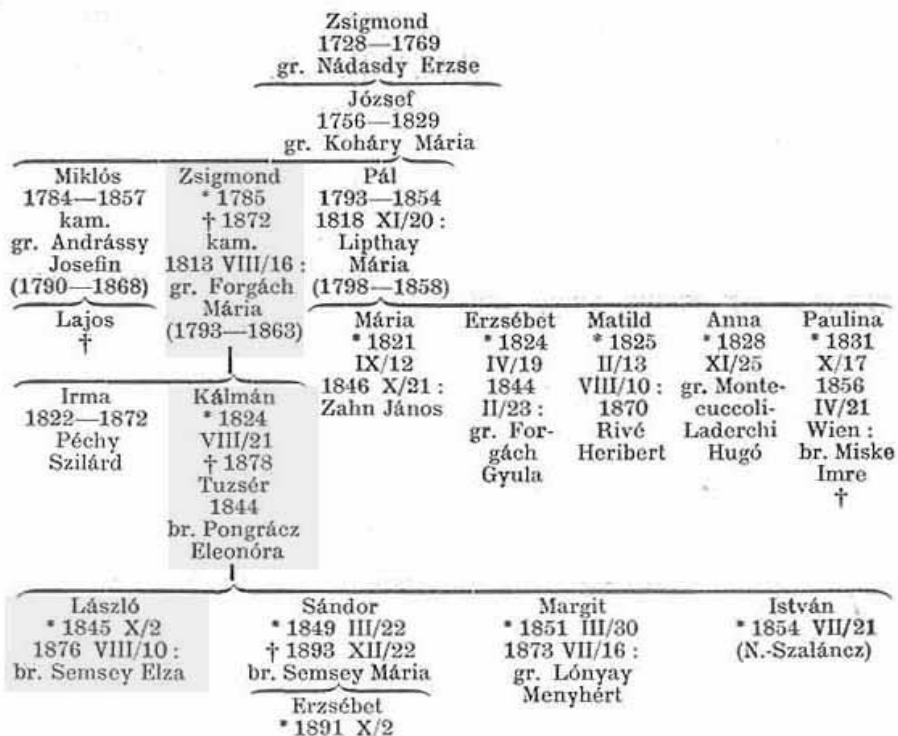 Zsigmond
1728—1769
gr. Nádasdy Erzse
József
1756—1829
gr. Koháry Mária
Miklós
1784—1857
kam.
gr. Andrássy
Josefin
(1790—1868)
Lajos
†
Zsigmond
* 1785
† 1872
kam.
1813 VIII/16 :
gr. Forgách
Mária
(1793—1863)
Pál
1793—1854
1818 XI/20 :
Lipthay
Mária
(1798—1858)
Mária
* 1821
IX/12
1846 X/21 :
Zahn János
Erzsébet
* 1824
IV/19
1844
II/23 :
gr. For-
gách
Gyula
Matild
* 1825
II/13
VIII/10 :
1870
Rivé
Heribert
Anna
* 1828
XI/25
gr. Monte-
cuccoli-
Laderchi
Hugó
Paulina
* 1831
X/17
1856
IV/21
Wien :
br. Miske
Imre
†
Irma
1822—1872
Péchy
Szilárd
Kálmán
* 1824
VIII/21
† 1878
Tuzsér
1844
br. Pongrácz
Eleonóra
László
* 1845 X/2
1876 VIII/10 :
br. Semsey Elza
Sándor
* 1849 III/22
† 1893 XII/22
br. Semsey Mária
Erzsébet
* 1891 X/2
Margit
* 1851 III/30
1873 VII/16 :
gr. Lónyay
Menyhért
István
* 1854 VII/21
(N.-Szaláncz)